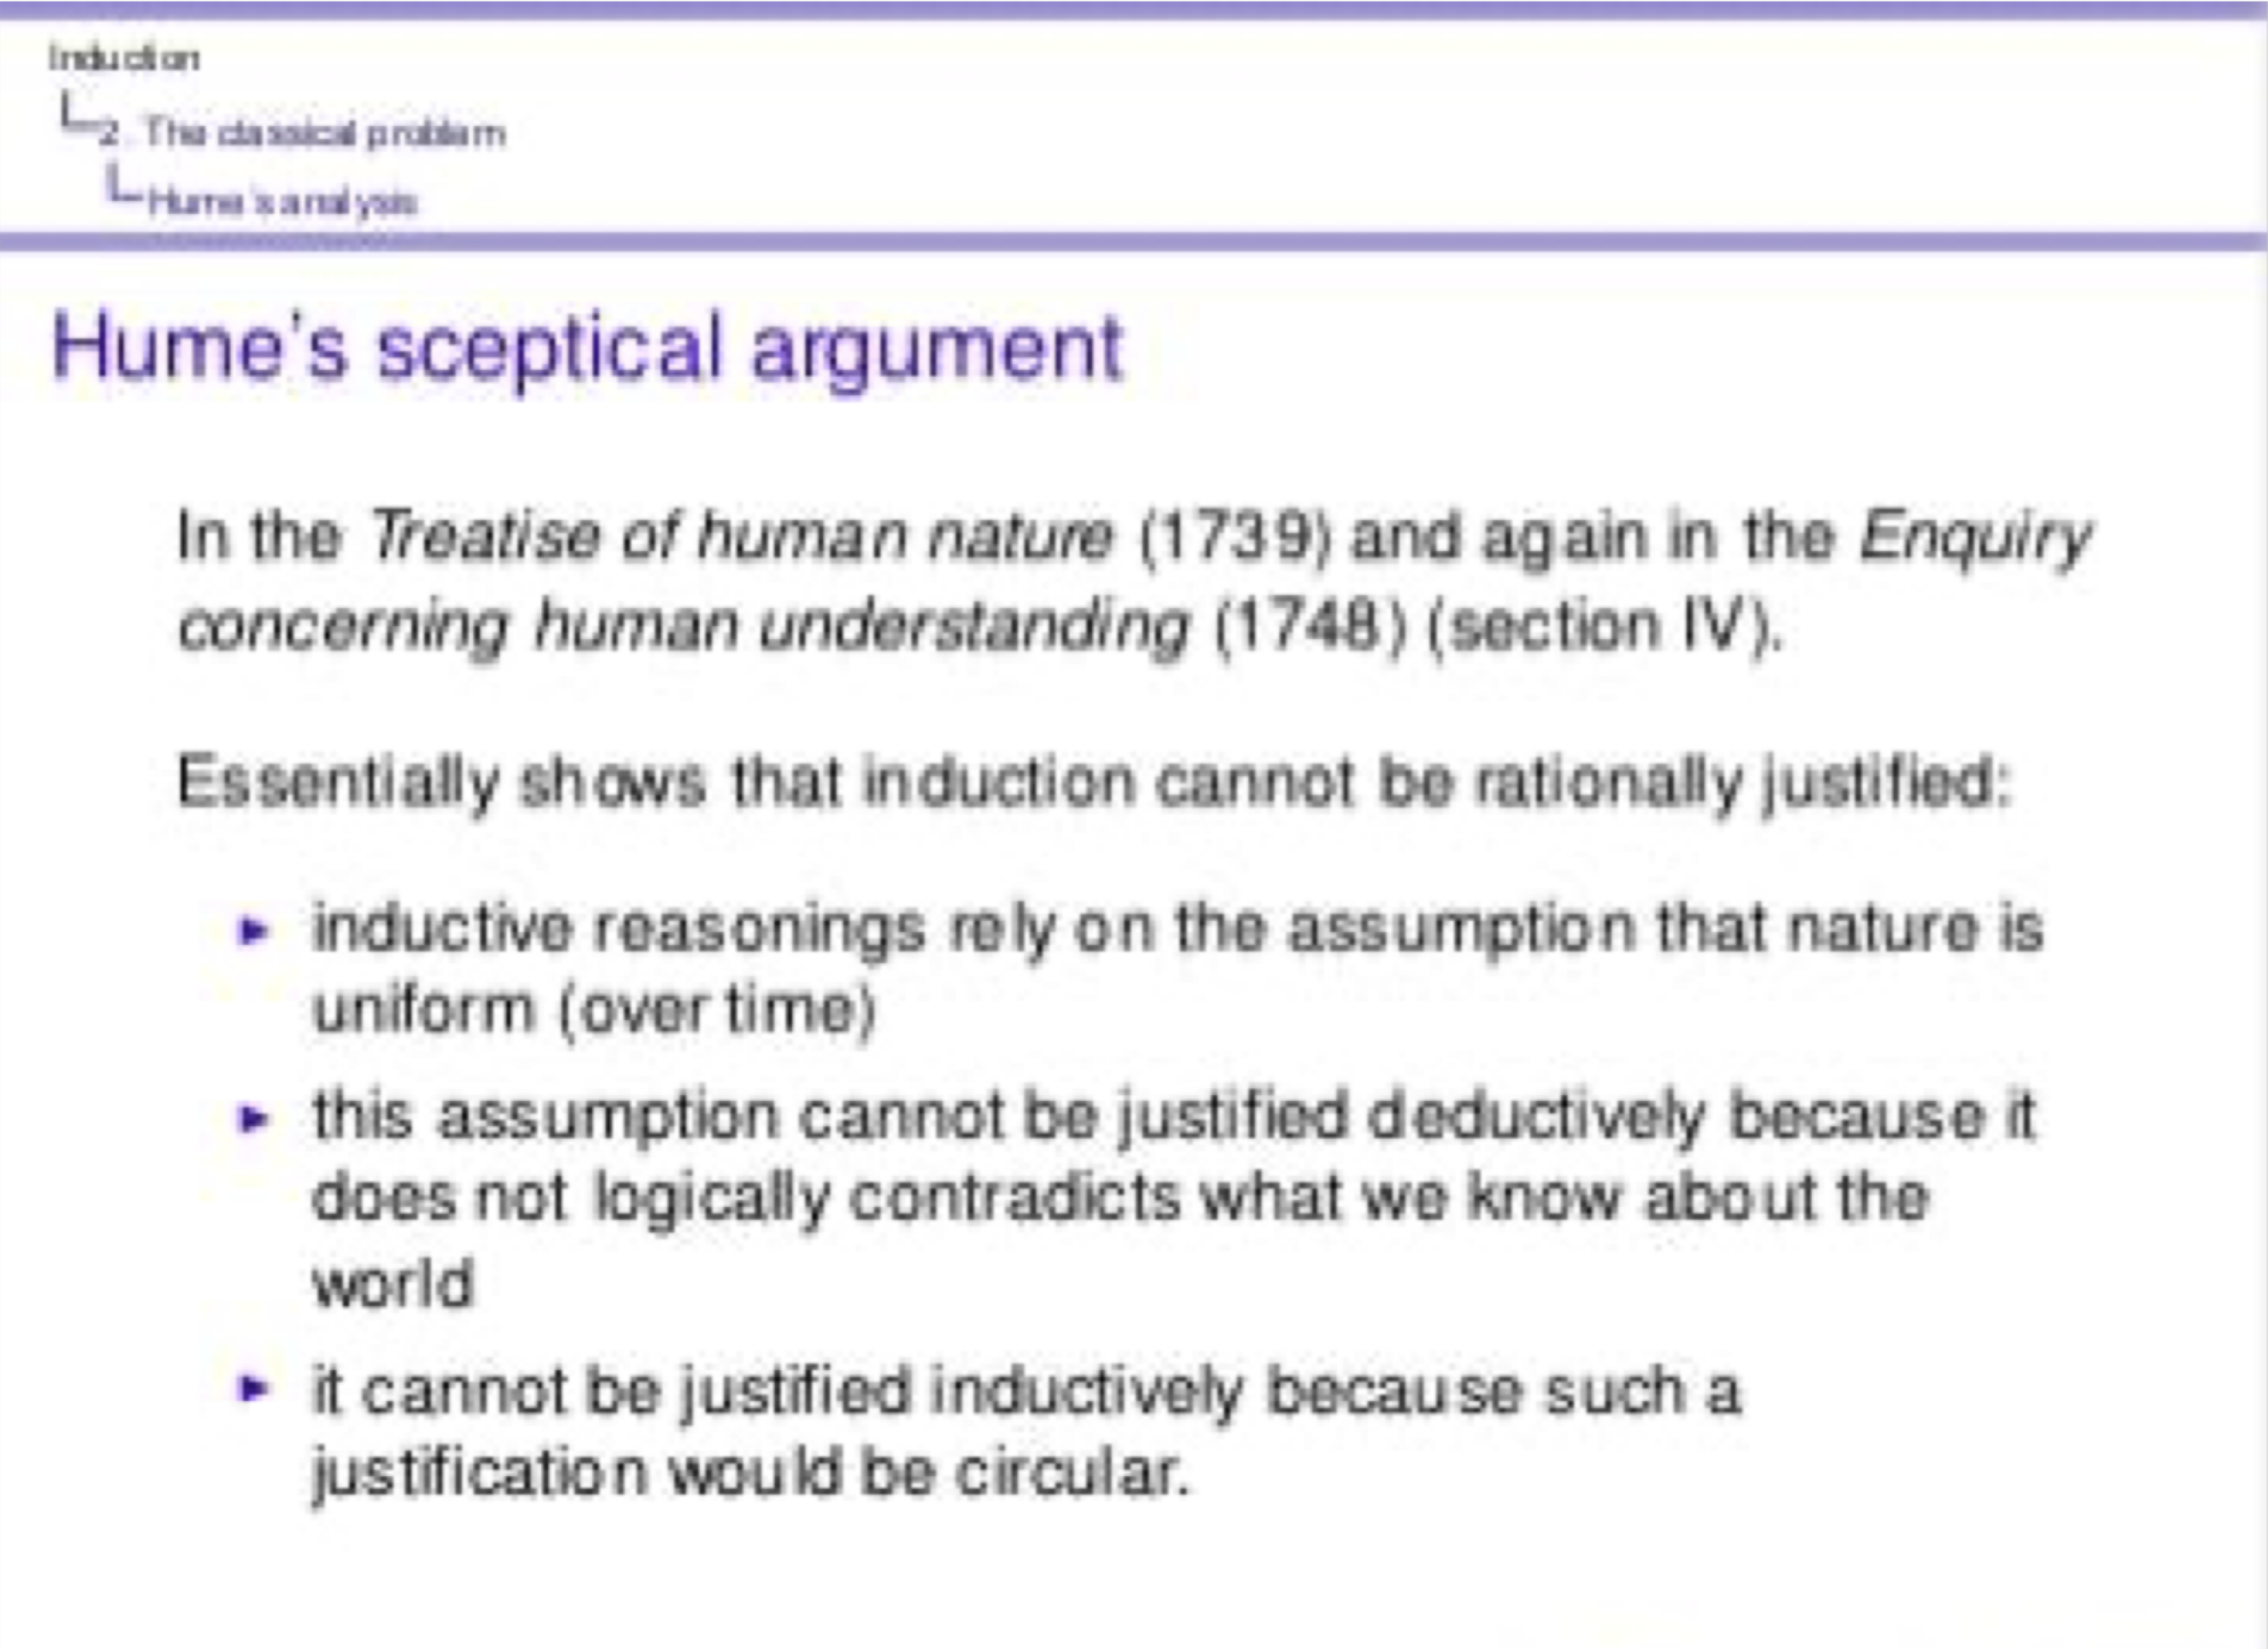 Induction
2. The classical problem
Hume's analysis
Hume's sceptical argument
In the Treatise of human nature (1739) and again in the Enquiry
concerning human understanding (1748) (section IV).
Essentially shows that induction cannot be rationally justified:
► inductive reasonings rely on the assumption that nature is
uniform (over time)
► this assumption cannot be justified deductively because it
does not logically contradicts what we know about the
world
► it cannot be justified inductively because such a
justification would be circular.